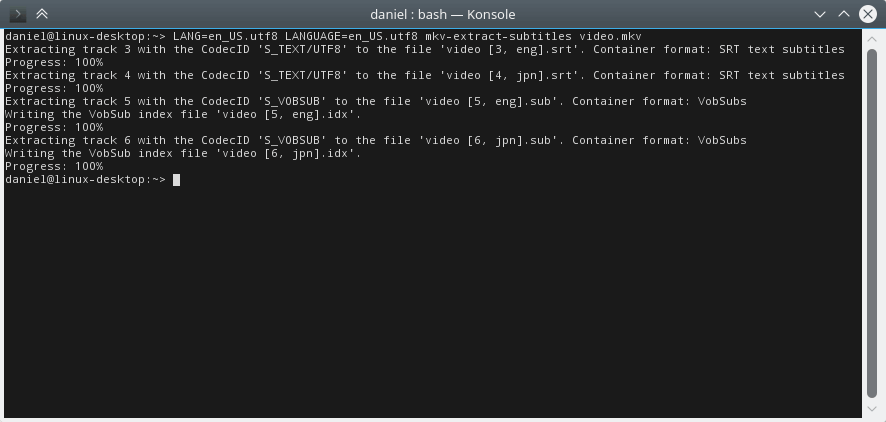 daniel : bash — Konsole
daniel@linux-desktop:~> LANG=en_US.utf8 LANGUAGE=en_US.utf8 mkv-extract-subtitles video.mkv
Extracting track 3 with the CodecID 'S_TEXT/UTF8' to the file 'video [3, eng].srt'. Container format: SRT text subtitles
Progress: 100%
Extracting track 4 with the CodecID 'S_TEXT/UTF8' to the file 'video [4, jpn].srt'. Container format: SRT text subtitles
Progress: 100%
Extracting track 5 with the CodecID 'S_VOBSUB' to the file 'video [5, eng].sub'. Container format: VobSubs
Writing the VobSub index file 'video [5, eng].idx'.
Progress: 100%
Extracting track 6 with the CodecID 'S_VOBSUB' to the file 'video [6, jpn].sub'. Container format: VobSubs
Writing the VobSub index file 'video [6, jpn].idx'.
Progress: 100%
daniel@linux-desktop:~>